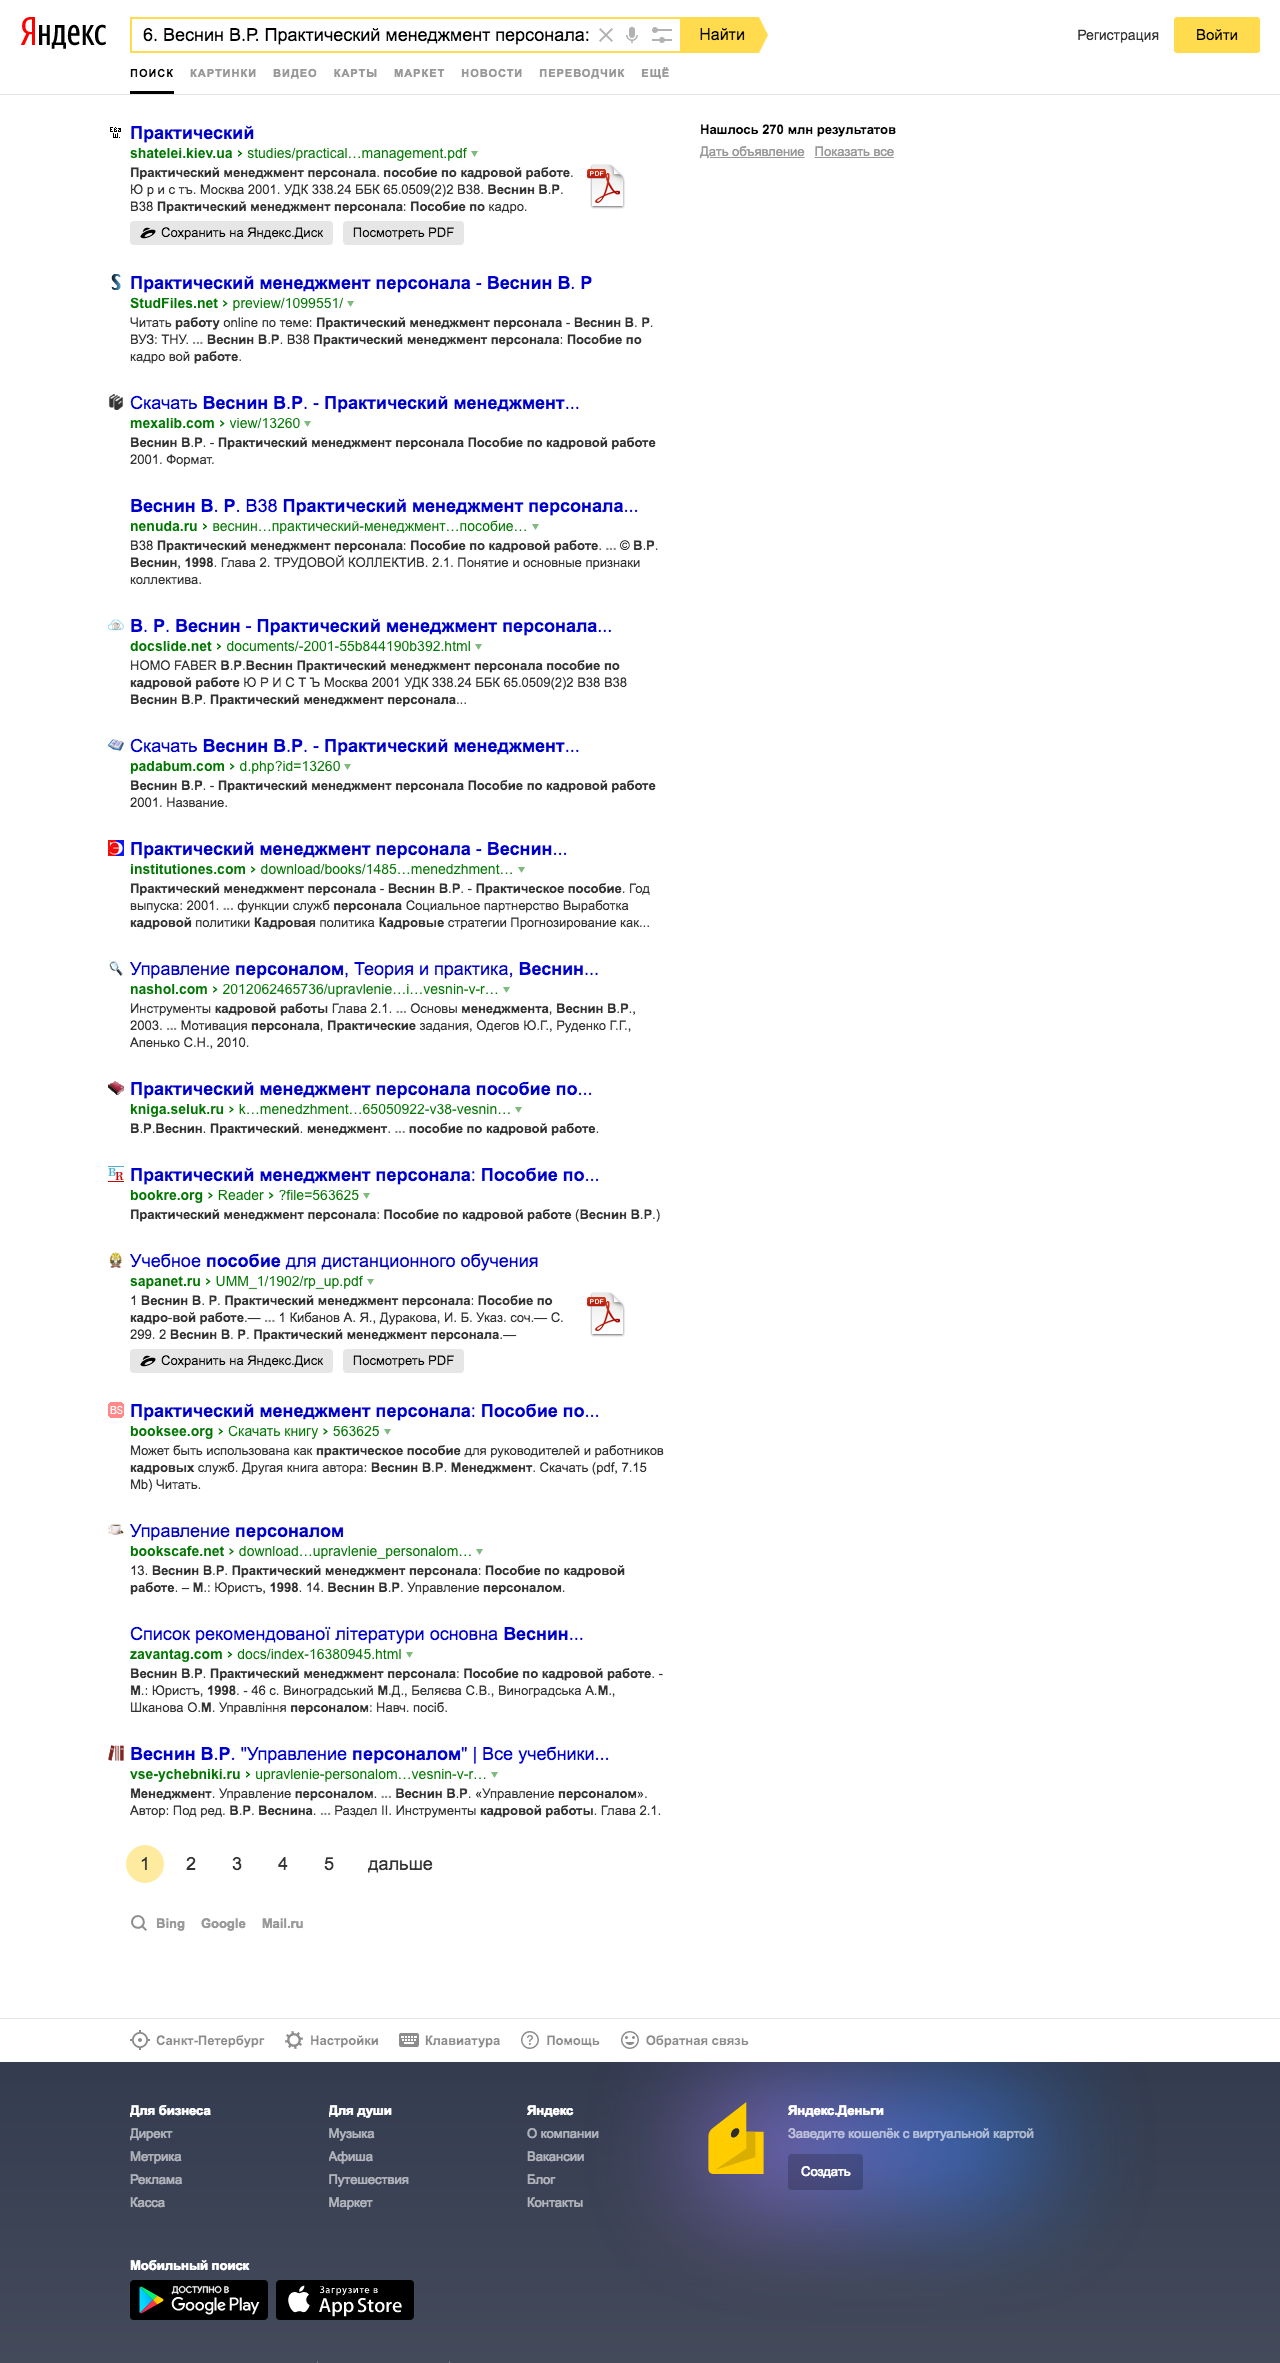 Яндекс
6. Веснин В.Р. Практический менеджмент персонала:
Найти
Регистрация
Войти
ПОИСК КАРТИНКИ ВИДЕО КАРТЫ МАРКЕТ НОВОСТИ ПЕРЕВОДЧИК ЕЩЁ
Нашлось 270 млн результатов
Дать объявление Показать все
Практический
shatelei.kiev.ua › studies/practical…management.pdf
Практический менеджмент персонала. пособие по кадровой работе.
Ю р и с тъ. Москва 2001. УДК 338.24 ББК 65.0509(2)2 В38. Веснин В.Р.
В38 Практический менеджмент персонала: Пособие по кадро.
PDF
Сохранить на Яндекс.Диск Посмотреть PDF
Практический менеджмент персонала - Веснин В. Р
StudFiles.net › preview/1099551/
Читать работу online по теме: Практический менеджмент персонала - Веснин В. Р.
ВУЗ: ТНУ. ... Веснин В.Р. В38 Практический менеджмент персонала: Пособие по
кадро вой работе.
Скачать Веснин В.Р. - Практический менеджмент...
mexalib.com › view/13260
Веснин В.Р. - Практический менеджмент персонала Пособие по кадровой работе
2001. Формат.
Веснин В. Р. В38 Практический менеджмент персонала...
nenuda.ru › веснин…практический-менеджмент…пособие…
В38 Практический менеджмент персонала: Пособие по кадровой работе. ... © В.Р.
Веснин, 1998. Глава 2. ТРУДОВОЙ КОЛЛЕКТИВ. 2.1. Понятие и основные признаки
коллектива.
В. Р. Веснин - Практический менеджмент персонала...
docslide.net › documents/-2001-55b844190b392.html
HOMO FABER В.Р.Веснин Практический менеджмент персонала пособие по
кадровой работе Ю Р И С Т Ъ Москва 2001 УДК 338.24 ББК 65.0509(2)2 В38 В38
Веснин В.Р. Практический менеджмент персонала...
Скачать Веснин В.Р. - Практический менеджмент...
padabum.com › d.php?id=13260
Веснин В.Р. - Практический менеджмент персонала Пособие по кадровой работе
2001. Название.
Практический менеджмент персонала - Веснин...
institutiones.com › download/books/1485…menedzhment…
Практический менеджмент персонала - Веснин В.Р. - Практическое пособие. Год
выпуска: 2001. ... функции служб персонала Социальное партнерство Выработка
кадровой политики Кадровая политика Кадровые стратегии Прогнозирование как...
Управление персоналом, Теория и практика, Веснин...
nashol.com › 2012062465736/upravlenie…i…vesnin-v-r…
Инструменты кадровой работы Глава 2.1. ... Основы менеджмента, Веснин В.Р.,
2003. ... Мотивация персонала, Практические задания, Одегов Ю.Г., Руденко Г.Г.,
Апенько С.Н., 2010.
Практический менеджмент персонала пособие по...
kniga.seluk.ru › k…menedzhment…65050922-v38-vesnin…
В.Р.Веснин. Практический. менеджмент. ... пособие по кадровой работе.
BR
Практический менеджмент персонала: Пособие по...
bookre.org › Reader › ?file=563625
Практический менеджмент персонала: Пособие по кадровой работе (Веснин В.Р.)
Учебное пособие для дистанционного обучения
sapanet.ru › UMM_1/1902/rp_up.pdf
1 Веснин В. Р. Практический менеджмент персонала: Пособие по
кадро-вой работе.— ... 1 Кибанов А. Я., Дуракова, И. Б. Указ. соч.— С.
299. 2 Веснин В. Р. Практический менеджмент персонала.—
PDF
Сохранить на Яндекс.Диск Посмотреть PDF
BS
Практический менеджмент персонала: Пособие по...
booksee.org › Скачать книгу › 563625
Может быть использована как практическое пособие для руководителей и работников
кадровых служб. Другая книга автора: Веснин В.Р. Менеджмент. Скачать (pdf, 7.15
Mb) Читать.
Управление персоналом
bookscafe.net › download…upravlenie_personalom…
13. Веснин В.Р. Практический менеджмент персонала: Пособие по кадровой
работе. – М.: Юристъ, 1998. 14. Веснин В.Р. Управление персоналом.
Список рекомендованої літератури основна Веснин...
zavantag.com › docs/index-16380945.html
Веснин В.Р. Практический менеджмент персонала: Пособие по кадровой работе. -
М.: Юристъ, 1998. - 46 с. Виноградський М.Д., Беляєва С.В., Виноградська А.М.,
Шканова О.М. Управління персоналом: Навч. посіб.
Веснин В.Р. "Управление персоналом" | Все учебники...
vse-ychebniki.ru › upravlenie-personalom…vesnin-v-r…
Менеджмент. Управление персоналом. ... Веснин В.Р. «Управление персоналом».
Автор: Под ред. В.Р. Веснина. ... Раздел II. Инструменты кадровой работы. Глава 2.1.
1 2 3 4 5 дальше
Bing Google Mail.ru
Санкт-Петербург Настройки Клавиатура Помощь Обратная связь
Для бизнеса
Директ
Метрика
Реклама
Касса
Для души
Музыка
Афиша
Путешествия
Маркет
Яндекс
О компании
Вакансии
Блог
Контакты
Яндекс.Деньги
Заведите кошелёк с виртуальной картой
Создать
Мобильный поиск
ДОСТУПНО В
Google Play
Загрузите в
App Store